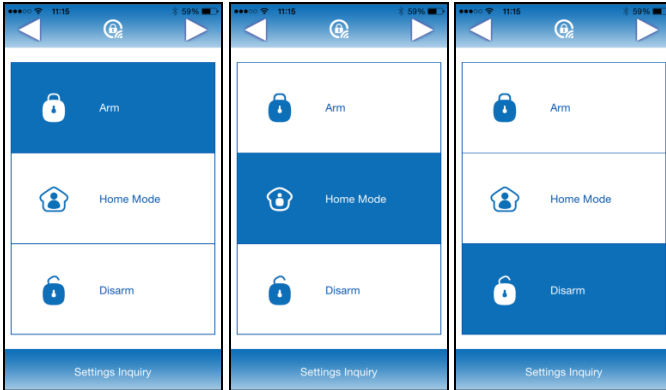 11:15 59%
Arm
Home Mode
Disarm
Settings Inquiry
11:15 59%
Arm
Home Mode
Disarm
Settings Inquiry
11:15 59%
Arm
Home Mode
Disarm
Settings Inquiry